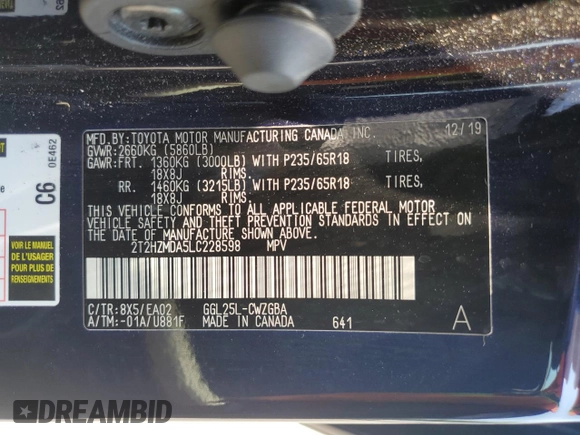 MFD.BY:TOYOTA MOTOR MANUFACTURING CANADA, INC. 12/19
GVWR:2660KG (5860LB)
GAWR:FRT. 1360KG (3000LB) WITH P235/65R18 TIRES,
18X8J RIMS.
RR. 1460KG (3215LB) WITH P235/65R18 TIRES,
18X8J RIMS.
THIS VEHICLE CONFORMS TO ALL APPLICABLE FEDERAL MOTOR
VEHICLE SAFETY AND THEFT PREVENTION STANDARDS IN EFFECT ON
THE DATE OF MANUFACTURE SHOWN ABOVE.
2T2HZMDA5LC228598 MPV
C/TR:8X5/EA02 GGL25L-CWZGBA
A/TM:-01A/U881F MADE IN CANADA 641 A
C6
0E462
VOIR LE MANUEL
DE L'USAGER
POUR PLUS DE
RENSEIGNEMENTS
DREAMBID